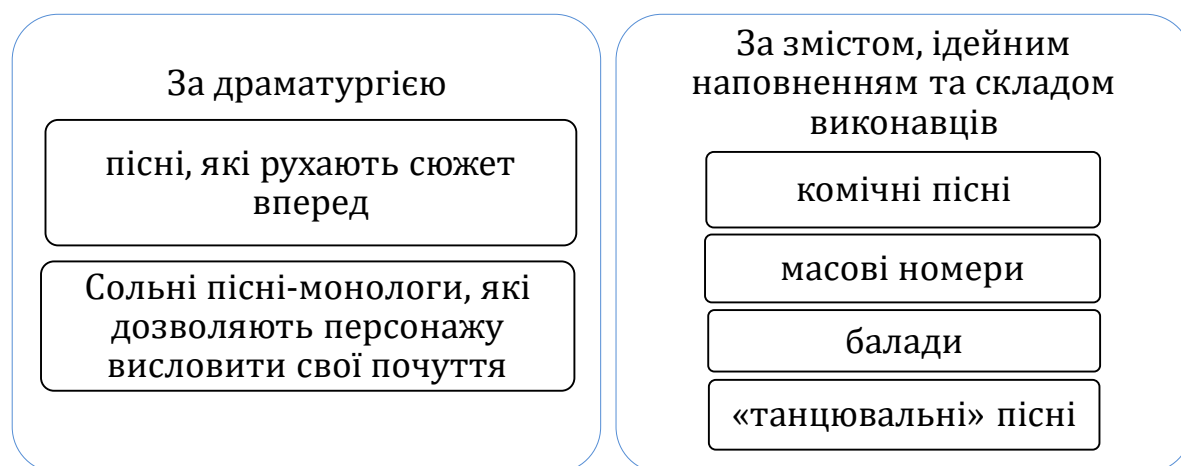 За драматургією
пісні, які рухають сюжет
вперед
Сольні пісні-монологи, які
дозволяють персонажу
висловити свої почуття
За змістом, ідейним
наповненням та складом
виконавців
комічні пісні
масові номери
балади
«танцювальні» пісні